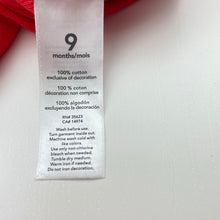 9
months/mois
100% cotton
exclusive of decoration
100% coton
décoration non comprise
100% algodón
excluyendo la decoración
RN# 35623
CA# 14974
Wash before use.
Turn garment inside out.
Machine wash cold with
like colors.
Use only non-chlorine
bleach when needed.
Tumble dry medium.
Warm iron if needed.
Do not iron decoration.